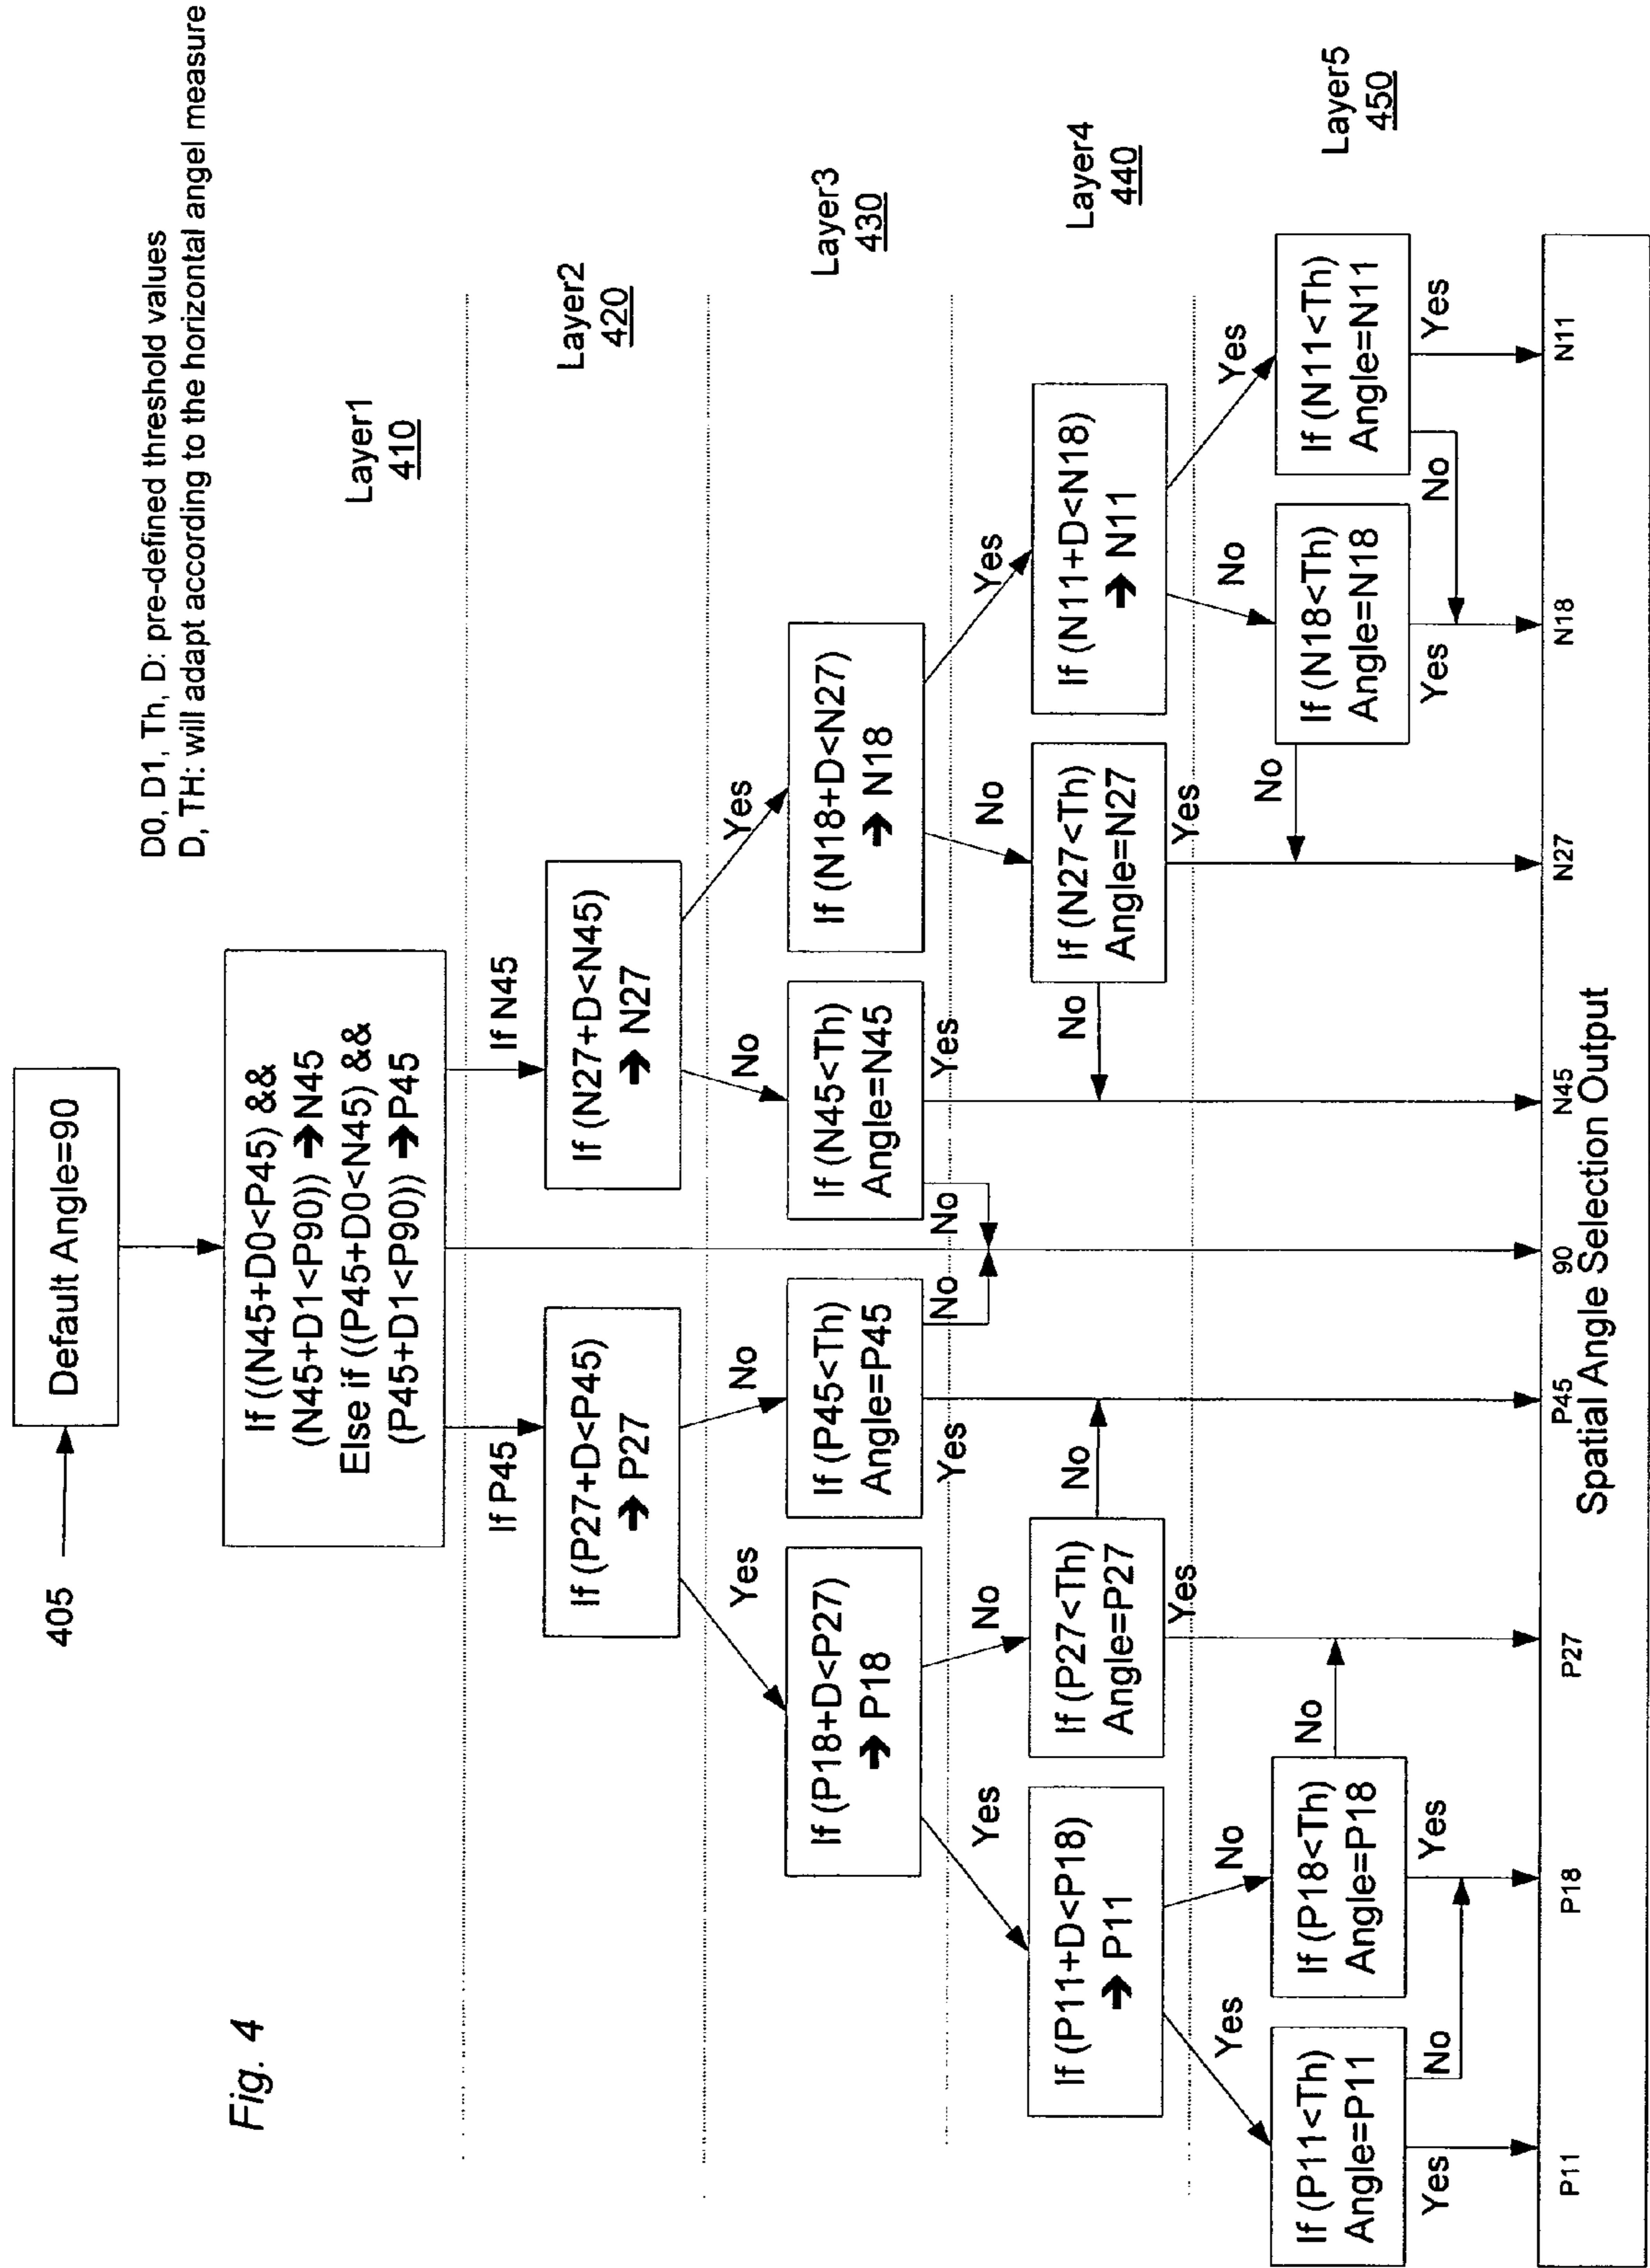 Fig. 4
D0, D1, Th, D: pre-defined threshold values
D, TH: will adapt according to the horizontal angel measure
405
Default Angle=90
Layer1
410
If ((N45+D0<P45) &&
(N45+D1<P90)) ➔N45
Else if ((P45+D0<N45) &&
(P45+D1<P90)) ➔P45
If P45
If N45
Layer2
420
If (P27+D<P45)
➔ P27
If (N27+D<N45)
➔ N27
Yes
No
No
Yes
Layer3
430
If (P18+D<P27)
➔ P18
If (P45<Th)
Angle=P45
If (N45<Th)
Angle=N45
If (N18+D<N27)
➔ N18
Yes
No
Yes
No
No
Yes
No
Yes
Layer4
440
If (P11+D<P18)
➔ P11
If (P27<Th)
Angle=P27
No
No
If (N27<Th)
Angle=N27
If (N11+D<N18)
➔ N11
Yes
No
Yes
Yes
No
Yes
Layer5
450
If (P11<Th)
Angle=P11
If (P18<Th)
Angle=P18
No
No
If (N18<Th)
Angle=N18
If (N11<Th)
Angle=N11
Yes
No
Yes
Yes
No
Yes
P11
P18
P27
P45
90
N45
N27
N18
N11
Spatial Angle Selection Output